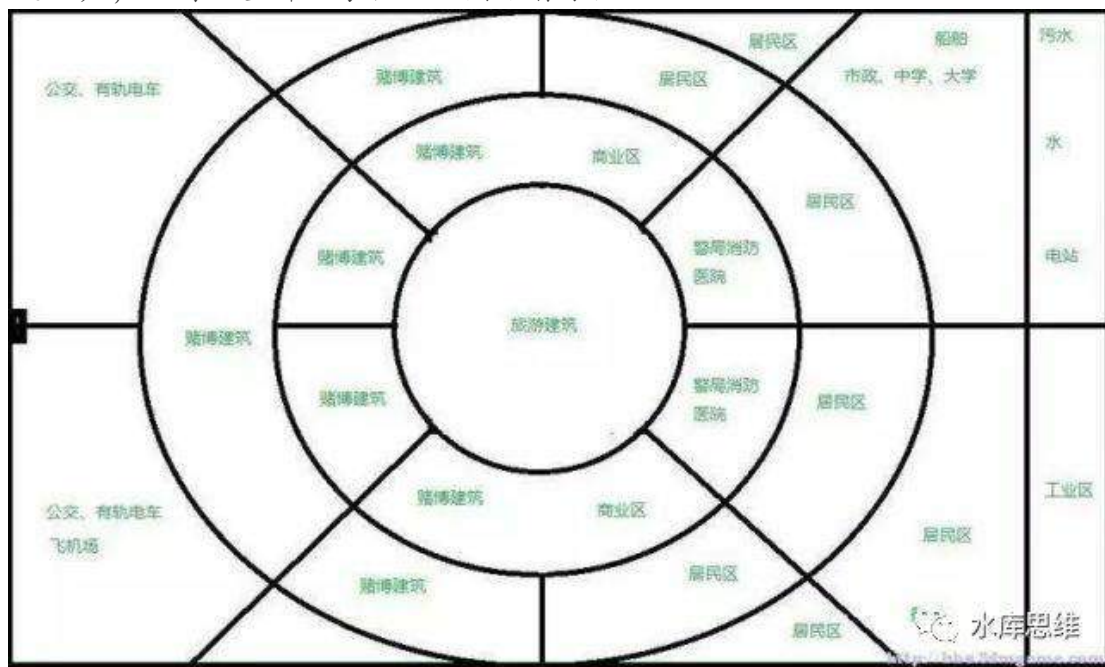 居民区
船舶
污水
赌博建筑
居民区
市政、中学、大学
公交、有轨电车
赌博建筑
商业区
水
居民区
赌博建筑
警局消防
医院
电站
旅游建筑
赌博建筑
赌博建筑
警局消防
医院
居民区
赌博建筑
商业区
工业区
公交、有轨电车
飞机场
居民区
赌博建筑
居民区
居民区
水库思维